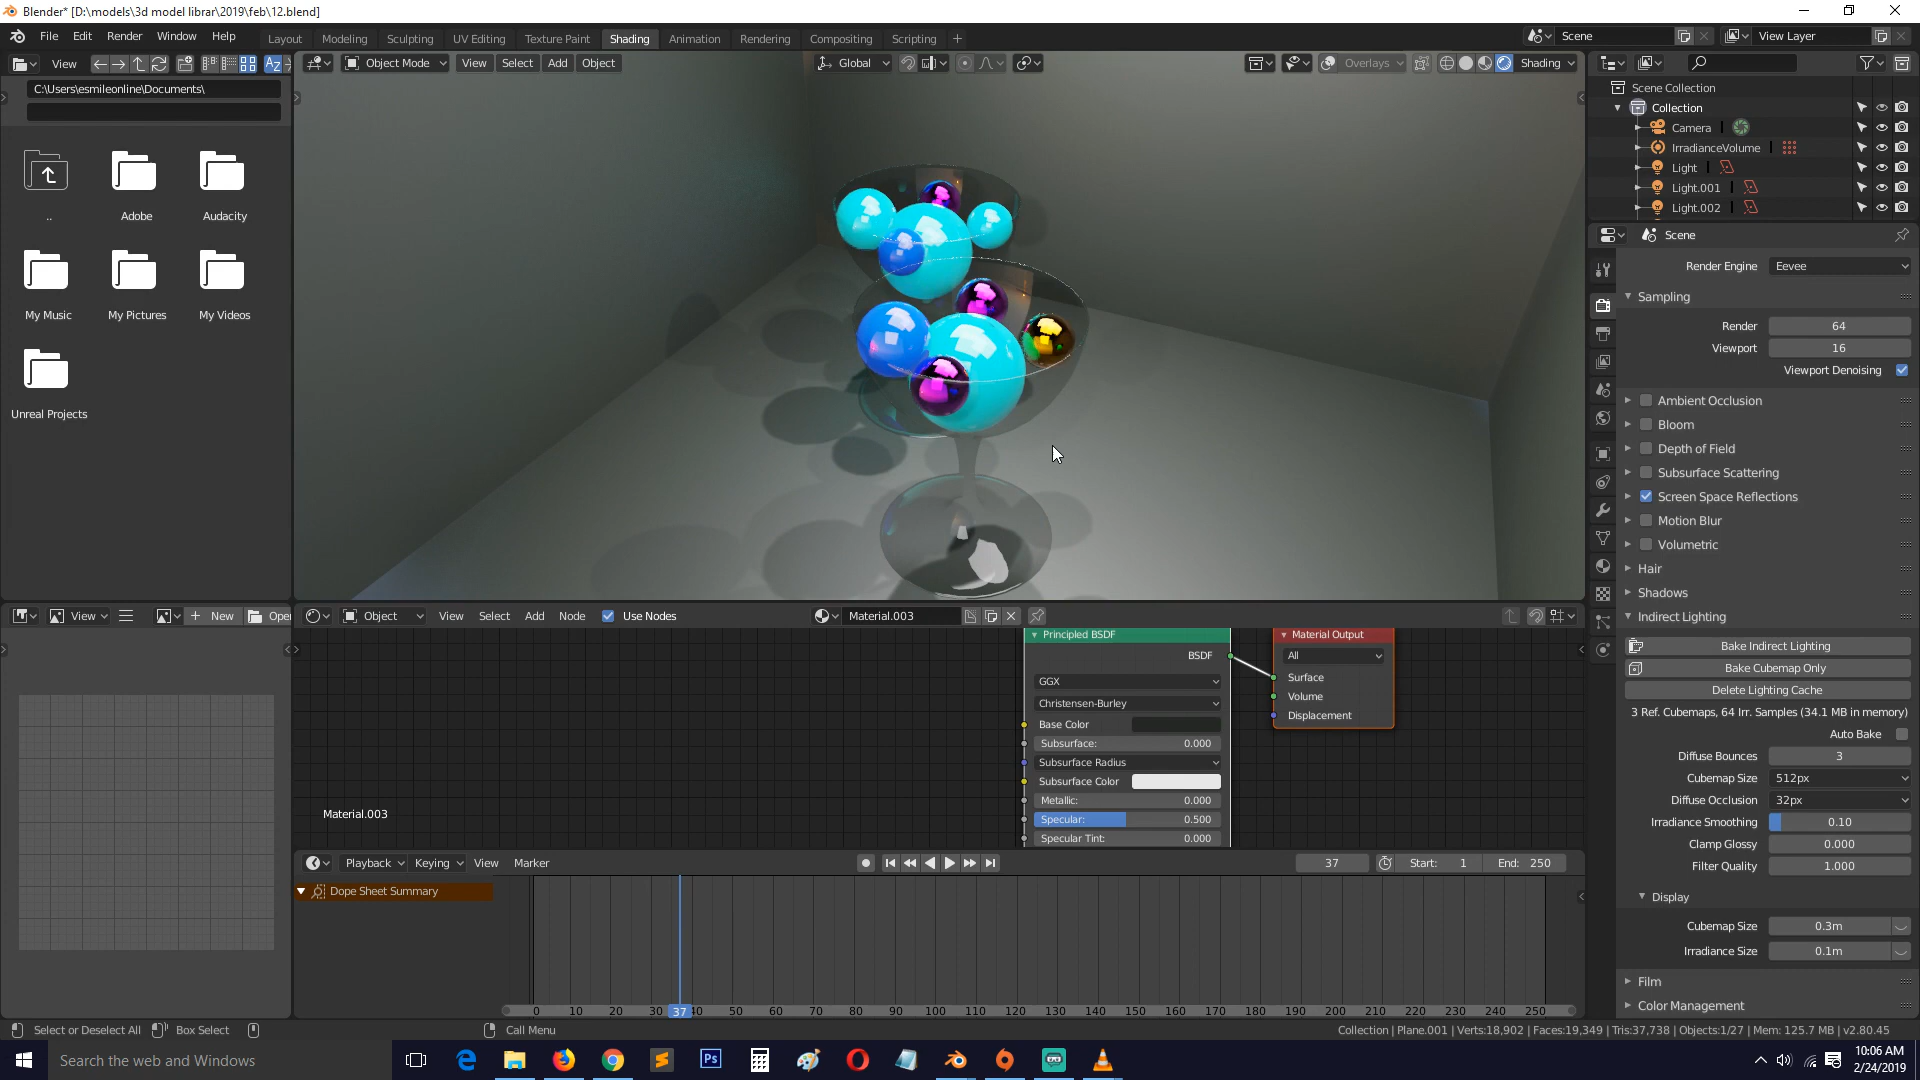 Blender* [D:\models\3d model librar\2019\feb\12.blend]
File Edit Render Window Help
Layout Modeling Sculpting UV Editing Texture Paint Shading Animation Rendering Compositing Scripting +
Scene View Layer
View
Object Mode View Select Add Object Global Overlays Shading
C:\Users\esmileonline\Documents\
Scene Collection
Collection
Camera
IrradianceVolume
Light
Light.001
Light.002
..
Adobe
Audacity
My Music
My Pictures
My Videos
Unreal Projects
Scene
Render Engine Eevee
Sampling
Render 64
Viewport 16
Viewport Denoising
Ambient Occlusion
Bloom
Depth of Field
Subsurface Scattering
Screen Space Reflections
Motion Blur
Volumetric
Hair
Shadows
Indirect Lighting
Bake Indirect Lighting
Bake Cubemap Only
Delete Lighting Cache
3 Ref. Cubemaps, 64 Irr. Samples (34.1 MB in memory)
Auto Bake
Diffuse Bounces 3
Cubemap Size 512px
Diffuse Occlusion 32px
Irradiance Smoothing 0.10
Clamp Glossy 0.000
Filter Quality 1.000
Display
Cubemap Size 0.3m
Irradiance Size 0.1m
Film
Color Management
View New Ope
Object View Select Add Node Use Nodes Material.003
Principled BSDF
BSDF
GGX
Christensen-Burley
Base Color
Subsurface: 0.000
Subsurface Radius
Subsurface Color
Metallic: 0.000
Specular: 0.500
Specular Tint: 0.000
Material Output
All
Surface
Volume
Displacement
Material.003
Playback Keying View Marker 37 Start: 1 End: 250
Dope Sheet Summary
0 10 20 30 37 40 50 60 70 80 90 100 110 120 130 140 150 160 170 180 190 200 210 220 230 240 250
Select or Deselect All Box Select Call Menu
Collection | Plane.001 | Verts:18,902 | Faces:19,349 | Tris:37,738 | Objects:1/27 | Mem: 125.7 MB | v2.80.45
Search the web and Windows
Ps
10:06 AM
2/24/2019